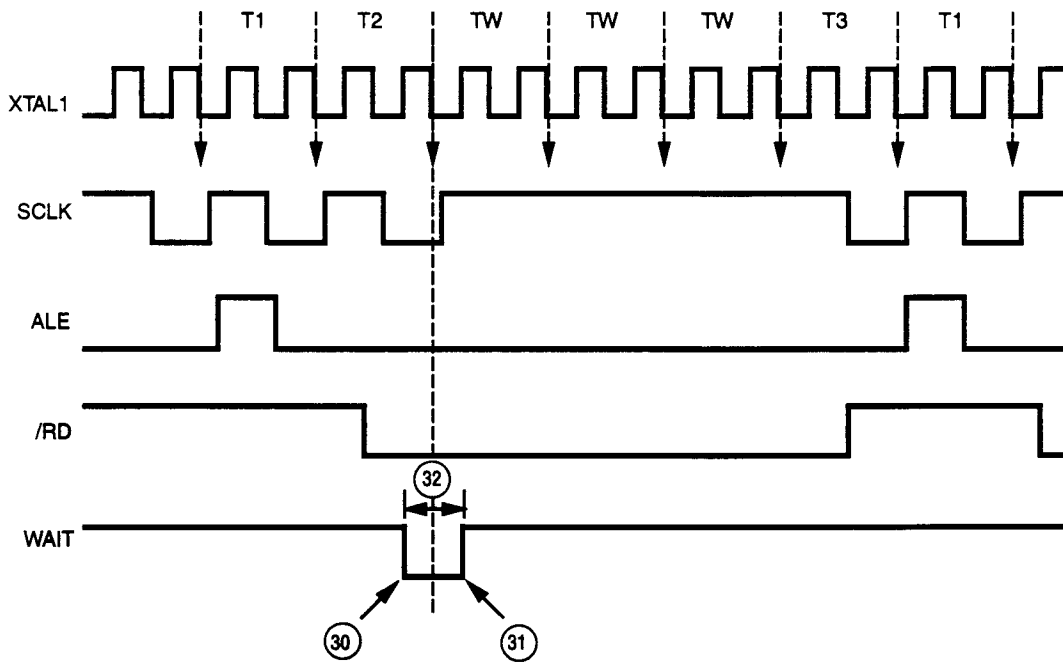 T1 T2 TW TW TW T3 T1
XTAL1
SCLK
ALE
/RD
32
WAIT
30 31